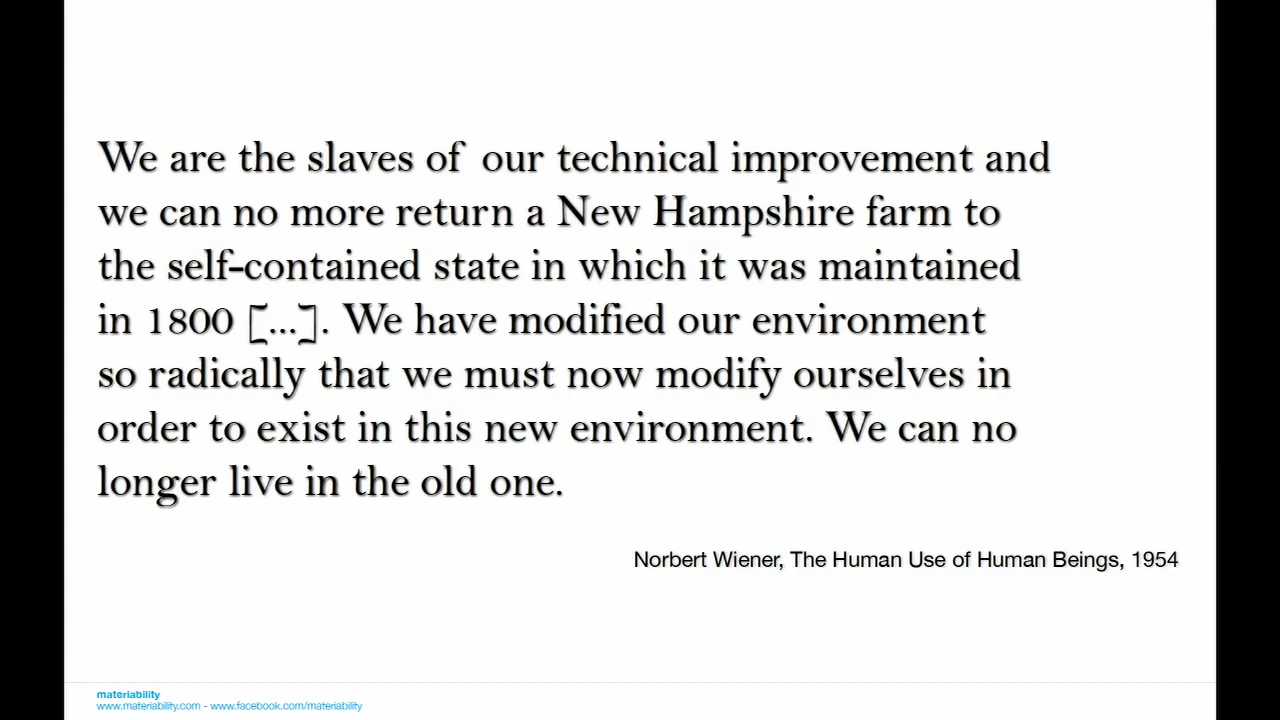 We are the slaves of our technical improvement and
we can no more return a New Hampshire farm to
the self-contained state in which it was maintained
in 1800 [...]. We have modified our environment
so radically that we must now modify ourselves in
order to exist in this new environment. We can no
longer live in the old one.
Norbert Wiener, The Human Use of Human Beings, 1954
materiability
www.materiability.com - www.facebook.com/materiability